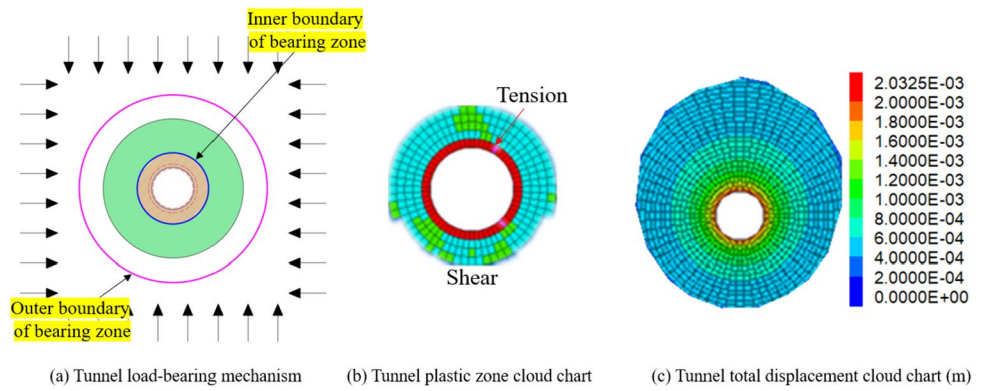 Inner boundary
of bearing zone
Outer boundary
of bearing zone
(a) Tunnel load-bearing mechanism
Tension
Shear
(b) Tunnel plastic zone cloud chart
2.0325E-03
2.0000E-03
1.8000E-03
1.6000E-03
1.4000E-03
1.2000E-03
1.0000E-03
8.0000E-04
6.0000E-04
4.0000E-04
2.0000E-04
0.0000E+00
(c) Tunnel total displacement cloud chart (m)